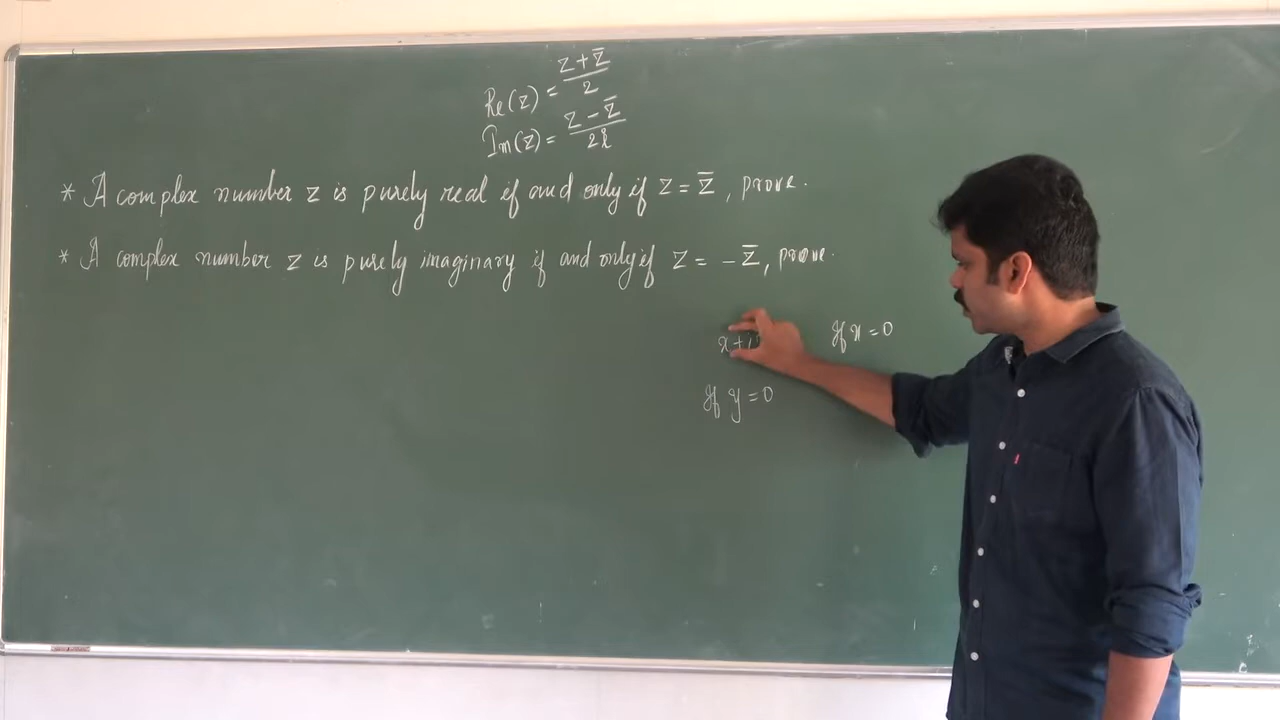 Re(z) = z + z̅ / 2
Im(z) = z - z̅ / 2i
* A complex number z is purely real if and only if z = z̅, prove.
* A complex number z is purely imaginary if and only if z = - z̅, prove.
x + i
If x = 0
If y = 0